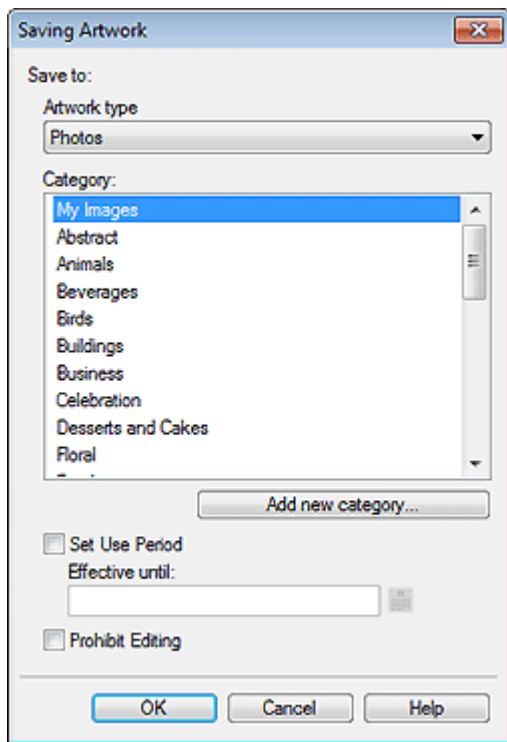 Saving Artwork
Save to:
Artwork type
Photos
Category:
My Images
Abstract
Animals
Beverages
Birds
Buildings
Business
Celebration
Desserts and Cakes
Floral
Add new category...
Set Use Period
Effective until:
Prohibit Editing
OK Cancel Help